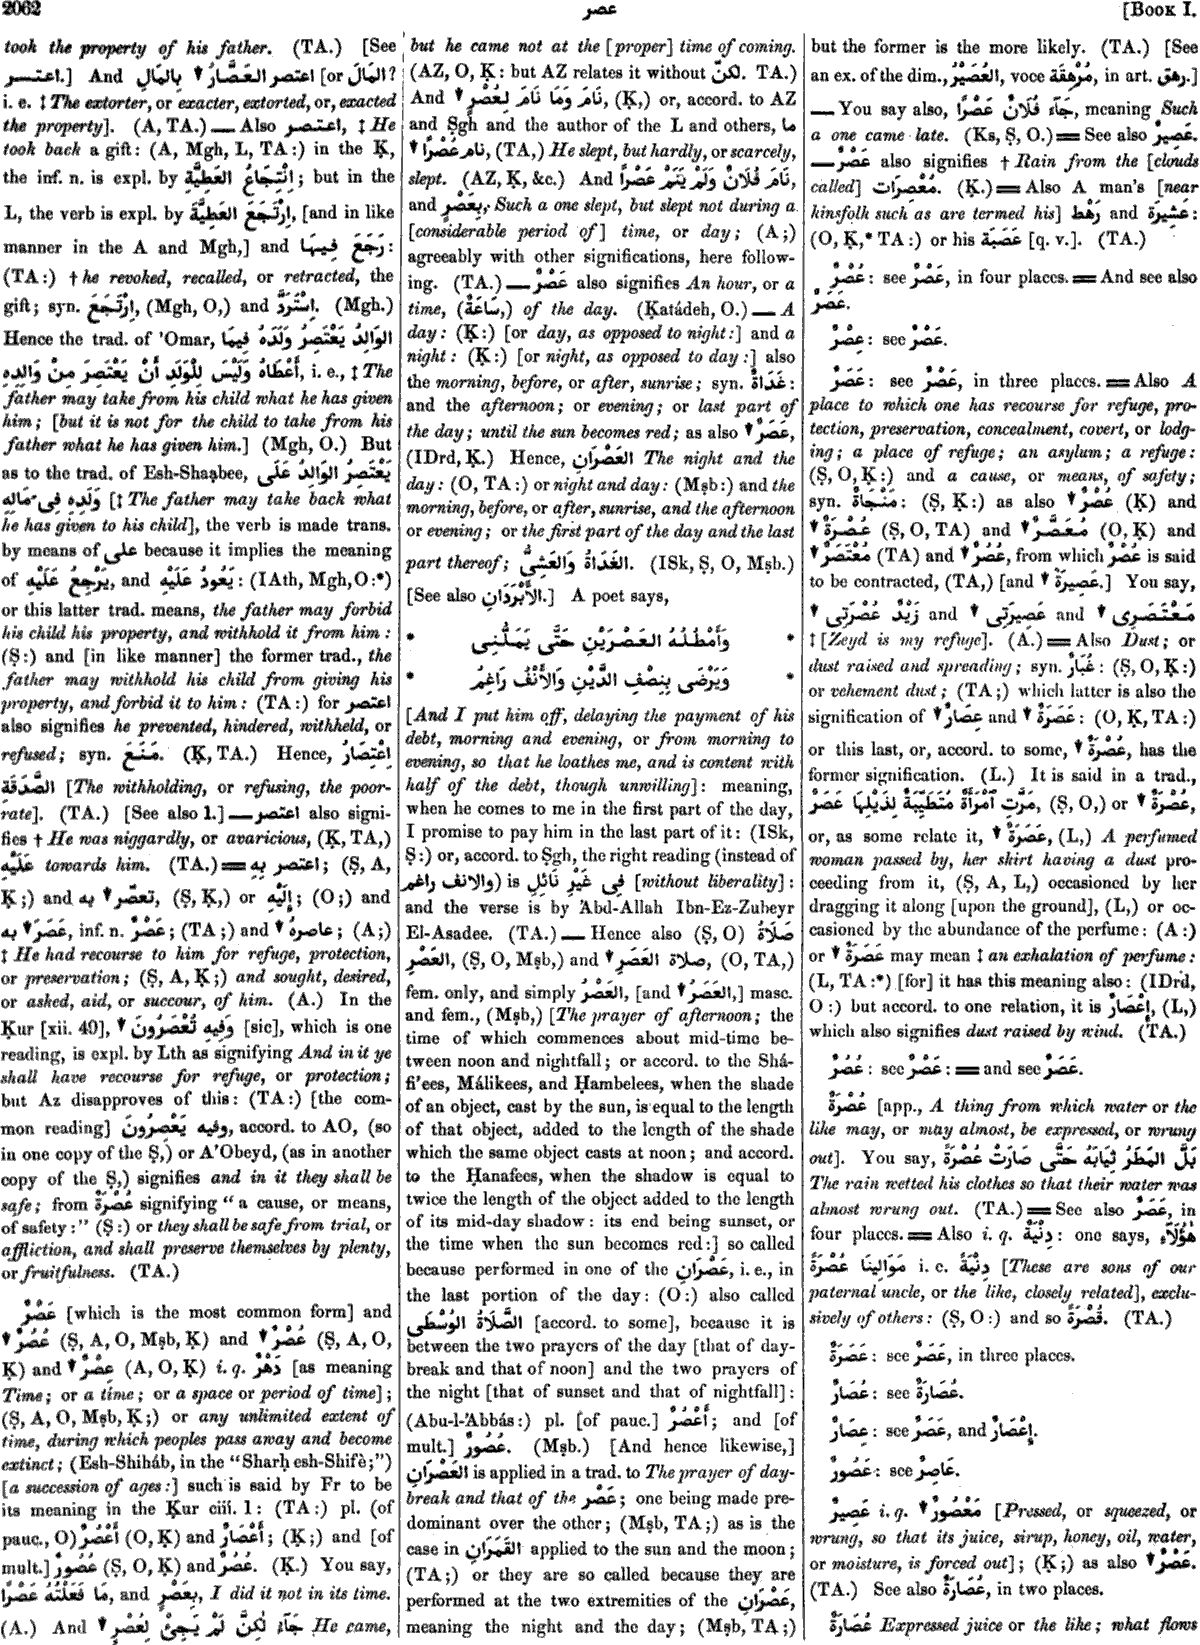 2062
عصر
[BOOK I.
took the property of his father. (TA.) [See
اعتسر.] And اعتصر العَصَّارُ ▼ بِالمَالِ [or المَالَ?
i. e. ‡ The extorter, or exacter, extorted, or, exacted
the property]. (A, TA.) — Also اعتصر, ‡ He
took back a gift: (A, Mgh, L, TA:) in the Ḳ,
the inf. n. is expl. by انْتِجَاعُ العَطِيَّةِ; but in the
L, the verb is expl. by اِرْتَجَعَ العَطِيَّةَ, [and in like
manner in the A and Mgh,] and رَجَعَ فِيهَا:
(TA:) † he revoked, recalled, or retracted, the
gift; syn. اِرْتَجَعَ, (Mgh, O,) and اِسْتَرَدَّ. (Mgh.)
Hence the trad. of 'Omar, الوَالِدُ يَعْتَصِرُ وَلَدَهُ فِيمَا
أَعْطَاهُ وَلَيْسَ لِلْوَلَدِ أَنْ يَعْتَصِرَ مِنْ وَالِدِهِ, i. e., ‡ The
father may take from his child what he has given
him; [but it is not for the child to take from his
father what he has given him.] (Mgh, O.) But
as to the trad. of Esh-Shaạbee, يَعْتَصِرُ الوَالِدُ عَلَى
وَلَدِهِ فِى مَالِهِ [‡ The father may take back what
he has given to his child], the verb is made trans.
by means of على because it implies the meaning
of يَرْجِعُ عَلَيْهِ, and يَعُودُ عَلَيْهِ: (IAth, Mgh, O:*)
or this latter trad. means, the father may forbid
his child his property, and withhold it from him:
(Ṣ:) and [in like manner] the former trad., the
father may withhold his child from giving his
property, and forbid it to him: (TA:) for اعتصر
also signifies he prevented, hindered, withheld, or
refused; syn. مَنَعَ. (Ḳ, TA.) Hence, اِعْتِصَارُ
الصَّدَقَةِ [The withholding, or refusing, the poor-
rate]. (TA.) [See also 1.] — اعتصر also signi-
fies † He was niggardly, or avaricious, (Ḳ, TA,)
عَلَيْهِ towards him. (TA.) = اعتصر بِهِ; (Ṣ, A,
Ḳ;) and تعصّر ▼ بِهِ, (Ṣ, Ḳ,) or إِلَيْهِ; (O;) and
عَصَرَ ▼ بِهِ, inf. n. عَصْرٌ; (TA;) and عاصرهُ ▼; (A;)
‡ He had recourse to him for refuge, protection,
or preservation; (Ṣ, A, Ḳ;) and sought, desired,
or asked, aid, or succour, of him. (A.) In the
Ḳur [xii. 49], وَفِيهِ تُعْصَرُونَ ▼ [sic], which is one
reading, is expl. by Lth as signifying And in it ye
shall have recourse for refuge, or protection;
but Az disapproves of this: (TA:) [the com-
mon reading] وفيه يَعْصِرُونَ, accord. to AO, (so
in one copy of the Ṣ,) or A'Obeyd, (as in another
copy of the Ṣ,) signifies and in it they shall be
safe; from عُصْرَةٌ signifying "a cause, or means,
of safety:" (Ṣ:) or they shall be safe from trial, or
affliction, and shall preserve themselves by plenty,
or fruitfulness. (TA.)
عَصْرٌ [which is the most common form] and
عُصُرٌ ▼ (Ṣ, A, O, Mṣb, Ḳ) and عُصْرٌ ▼ (Ṣ, A, O,
Ḳ) and عِصْرٌ ▼ (A, O, Ḳ) i. q. دَهْرٌ [as meaning
Time; or a time; or a space or period of time];
(Ṣ, A, O, Mṣb, Ḳ;) or any unlimited extent of
time, during which peoples pass away and become
extinct; (Esh-Shiháb, in the "Sharḥ esh-Shifè;")
[a succession of ages:] such is said by Fr to be
its meaning in the Ḳur ciii. 1: (TA:) pl. (of
pauc., O) أَعْصُرٌ (O, Ḳ) and أَعْصَارٌ; (Ḳ;) and [of
mult.] عُصُورٌ (Ṣ, O, Ḳ) and عُصُرٌ. (Ḳ.) You say,
مَا فَعَلْتُهُ عَصْرًا, and بِعَصْرٍ, I did it not in its time.
(A.) And جَآءَ لٰكِنْ لَمْ يَجِئْ لِعُصْرٍ ▼ He came,
but he came not at the [proper] time of coming.
(AZ, O, Ḳ: but AZ relates it without لكن. TA.)
And نَامَ وَمَا نَامَ لِعُصْرٍ ▼, (Ḳ,) or, accord. to AZ
and Ṣgh and the author of the L and others, ما
نام عُصْرًا ▼, (TA,) He slept, but hardly, or scarcely,
slept. (AZ, Ḳ, &c.) And نَامَ فُلَانٌ وَلَمْ يَنَمْ عَصْرًا,
and بِعَصْرٍ, Such a one slept, but slept not during a
[considerable period of] time, or day; (A;)
agreeably with other significations, here follow-
ing. (TA.) — عَصْرٌ also signifies An hour, or a
time, (سَاعَةٌ,) of the day. (Ḳatádeh, O.) — A
day: (Ḳ:) [or day, as opposed to night:] and a
night: (Ḳ:) [or night, as opposed to day:] also
the morning, before, or after, sunrise; syn. غَدَاةٌ:
and the afternoon; or evening; or last part of
the day; until the sun becomes red; as also عَصَرٌ ▼,
(IDrd, Ḳ.) Hence, العَصْرَانِ The night and the
day: (O, TA:) or night and day: (Mṣb:) and the
morning, before, or after, sunrise, and the afternoon
or evening; or the first part of the day and the last
part thereof; الغَدَاةُ وَالعَشِىُّ. (ISk, Ṣ, O, Mṣb.)
[See also الأَبْرَدَانِ.] A poet says,
* وَأَمْطُلُهُ العَصْرَيْنِ حَتَّى يَمَلَّنِى *
* وَيَرْضَى بِنِصْفِ الدَّيْنِ وَالأَنْفُ رَاغِمُ *
[And I put him off, delaying the payment of his
debt, morning and evening, or from morning to
evening, so that he loathes me, and is content with
half of the debt, though unwilling]: meaning,
when he comes to me in the first part of the day,
I promise to pay him in the last part of it: (ISk,
Ṣ:) or, accord. to Ṣgh, the right reading (instead of
والانف راغم) is فِى غَيْرِ نَائِلِ [without liberality]:
and the verse is by 'Abd-Allah Ibn-Ez-Zubeyr
El-Asadee. (TA.) — Hence also (Ṣ, O) صَلَاةُ
العَصْرِ, (Ṣ, O, Mṣb,) and صلاة العَصَرِ ▼, (O, TA,)
fem. only, and simply العَصْرُ, [and العَصَرُ ▼,] masc.
and fem., (Mṣb,) [The prayer of afternoon; the
time of which commences about mid-time be-
tween noon and nightfall; or accord. to the Shá-
fi'ees, Málikees, and Ḥambelees, when the shade
of an object, cast by the sun, is equal to the length
of that object, added to the length of the shade
which the same object casts at noon; and accord.
to the Ḥanafees, when the shadow is equal to
twice the length of the object added to the length
of its mid-day shadow: its end being sunset, or
the time when the sun becomes red:] so called
because performed in one of the عَصْرَانِ, i. e., in
the last portion of the day: (O:) also called
الصَّلَاةُ الوُسْطَى [accord. to some], because it is
between the two prayers of the day [that of day-
break and that of noon] and the two prayers of
the night [that of sunset and that of nightfall]:
(Abu-l-'Abbás:) pl. [of pauc.] أَعْصُرٌ; and [of
mult.] عُصُورٌ. (Mṣb.) [And hence likewise,]
العَصْرَانِ is applied in a trad. to The prayer of day-
break and that of the عَصْر; one being made pre-
dominant over the other; (Mṣb, TA;) as is the
case in القَمَرَانِ applied to the sun and the moon;
(TA;) or they are so called because they are
performed at the two extremities of the عَصْرَانِ,
meaning the night and the day; (Mṣb, TA;)
but the former is the more likely. (TA.) [See
an ex. of the dim., العُصَيْرُ, voce مُرْهِقَةٌ, in art. رهق.]
— You say also, جَآءَ فُلَانٌ عَصْرًا, meaning Such
a one came late. (Ks, Ṣ, O.) = See also عَصِيرٌ.
— عَصْرٌ also signifies † Rain from the [clouds
called] مُعْصِرَات. (Ḳ.) = Also A man's [near
kinsfolk such as are termed his] رَهْط and عَشِيرَة:
(O, Ḳ,* TA:) or his عَصَبَة [q. v.]. (TA.)
عُصْرٌ: see عَصْرٌ, in four places. = And see also
عَصَرٌ.
عِصْرٌ: see عَصْرٌ.
عَصَرٌ: see عَصْرٌ, in three places. = Also A
place to which one has recourse for refuge, pro-
tection, preservation, concealment, covert, or lodg-
ing; a place of refuge; an asylum; a refuge:
(Ṣ, O, Ḳ:) and a cause, or means, of safety;
syn. مَنْجَاةٌ: (Ṣ, Ḳ:) as also عُصْرٌ ▼ (Ḳ) and
عُصْرَةٌ ▼ (Ṣ, O, TA) and مُعَصَّرٌ ▼ (O, Ḳ) and
مُعْتَصَرٌ ▼ (TA) and عُصُرٌ ▼, from which عُصْرٌ is said
to be contracted, (TA,) [and عَصِيرَةٌ ▼.] You say,
زَيْدٌ عُصْرَتِى ▼ and عَصِيرَتِى ▼ and مُعْتَصَرِى ▼
‡ [Zeyd is my refuge]. (A.) = Also Dust; or
dust raised and spreading; syn. غُبَارٌ: (Ṣ, O, Ḳ:)
or vehement dust; (TA;) which latter is also the
signification of عِصَارٌ ▼ and عَصَرَةٌ ▼: (O, Ḳ, TA:)
or this last, or, accord. to some, عُصْرَةٌ ▼, has the
former signification. (L.) It is said in a trad.,
مَرَّتِ ٱمْرَأَةٌ مُتَطَيِّبَةٌ لِذَيْلِهَا عَصَرٌ, (Ṣ, O,) or عُصْرَةٌ ▼,
or, as some relate it, عَصَرَةٌ ▼, (L,) A perfumed
woman passed by, her skirt having a dust pro-
ceeding from it, (Ṣ, A, L,) occasioned by her
dragging it along [upon the ground], (L,) or oc-
casioned by the abundance of the perfume: (A:)
or عَصَرَةٌ ▼ may mean ‡ an exhalation of perfume:
(L, TA:*) [for] it has this meaning also: (IDrd,
O:) but accord. to one relation, it is إِعْصَارٌ, (L,)
which also signifies dust raised by wind. (TA.)
عُصُرٌ: see عَصْرٌ: = and see عَصَرٌ.
عُصْرَةٌ [app., A thing from which water or the
like may, or may almost, be expressed, or wrung
out]. You say, بَلَّ المَطَرُ ثِيَابَهُ حَتَّى صَارَتْ عُصْرَةً
The rain wetted his clothes so that their water was
almost wrung out. (TA.) = See also عَصَرٌ, in
four places. = Also i. q. دِنْيَةٌ: one says, هٰؤُلَآءِ
مَوَالِينَا عُصْرَةً i. e. دِنْيَةً [These are sons of our
paternal uncle, or the like, closely related], exclu-
sively of others: (Ṣ, O:) and so قُصْرَةٌ. (TA.)
عَصَرَةٌ: see عَصَرٌ, in three places.
عُصَارٌ: see عُصَارَةٌ.
عِصَارٌ: see عَصَرٌ, and إِعْصَارٌ.
عَصُورٌ: see عَاصِرٌ.
عَصِيرٌ i. q. مَعْصُورٌ ▼ [Pressed, or squeezed, or
wrung, so that its juice, sirup, honey, oil, water,
or moisture, is forced out]; (Ḳ;) as also عَصْرٌ ▼.
(TA.) See also عُصَارَةٌ, in two places.
عُصَارَةٌ Expressed juice or the like; what flows